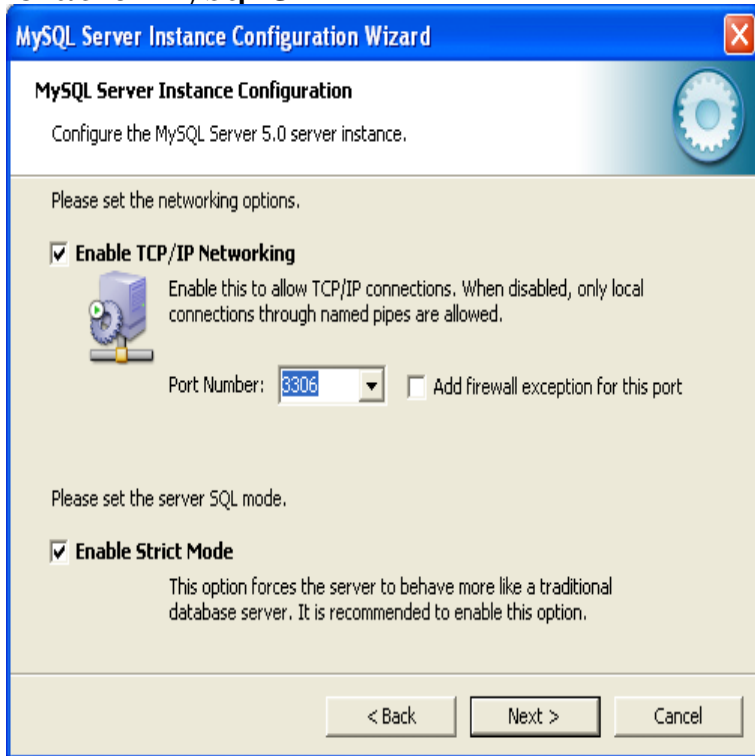 MySQL Server Instance Configuration Wizard
MySQL Server Instance Configuration
Configure the MySQL Server 5.0 server instance.
Please set the networking options.
Enable TCP/IP Networking
Enable this to allow TCP/IP connections. When disabled, only local
connections through named pipes are allowed.
Port Number: 3306 Add firewall exception for this port
Please set the server SQL mode.
Enable Strict Mode
This option forces the server to behave more like a traditional
database server. It is recommended to enable this option.
< Back Next > Cancel